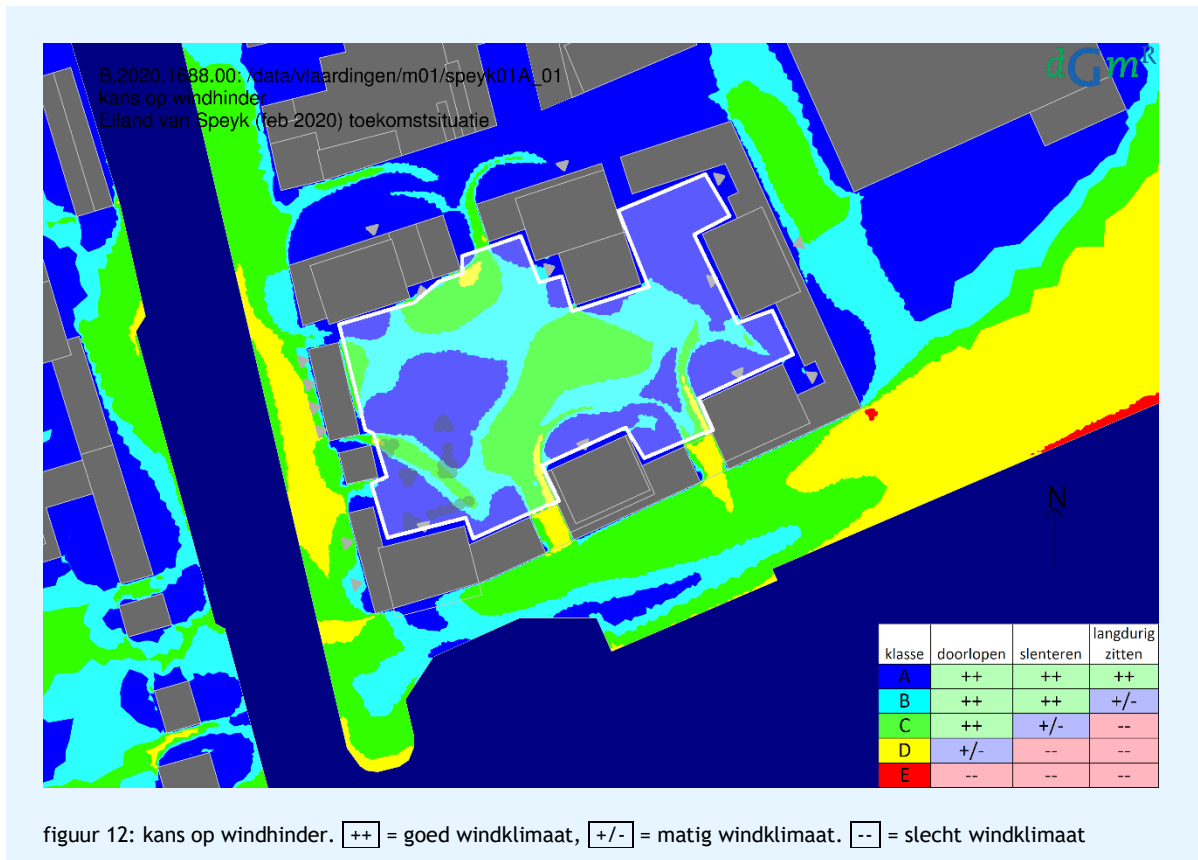 B.2020.1688.00: /data/vlaardingen/m01/speyk01A_01
kans op windhinder
Eiland van Speyk (feb 2020) toekomstsituatie
dGmR
N
klasse doorlopen slenteren langdurig zitten
A ++ ++ ++
B ++ ++ +/-
C ++ +/- --
D +/- -- --
E -- -- --
figuur 12: kans op windhinder. ++ = goed windklimaat, +/- = matig windklimaat. -- = slecht windklimaat